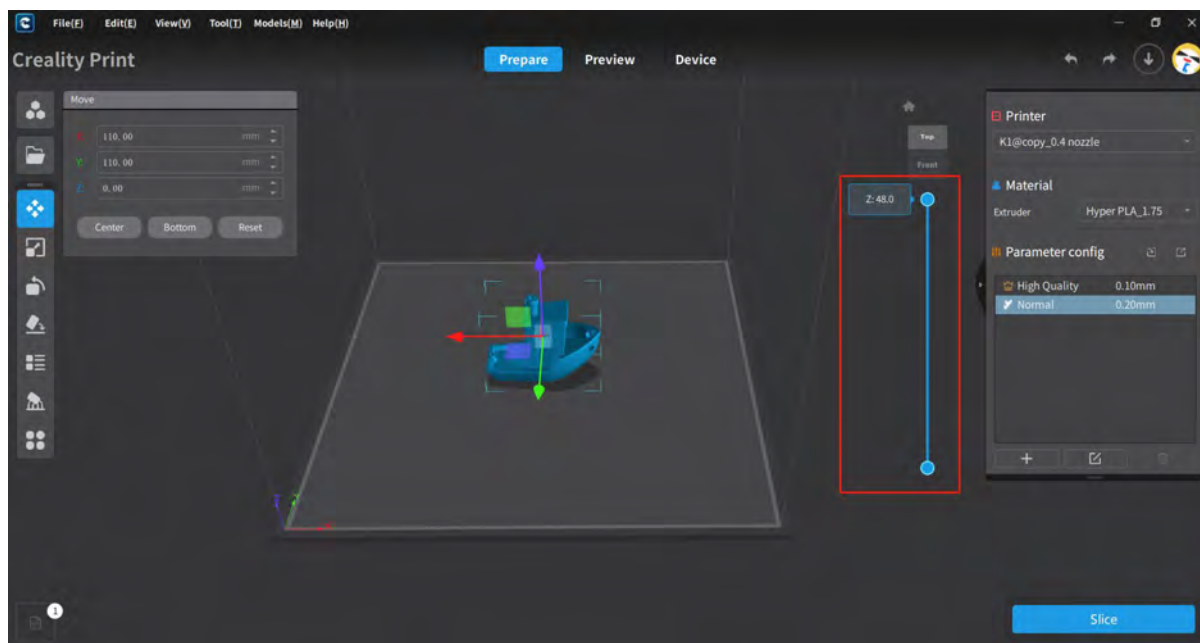 File(F) Edit(E) View(V) Tool(T) Models(M) Help(H)
Creality Print
Prepare Preview Device
Move
X: 110.00 mm
Y: 110.00 mm
Z: 0.00 mm
Center Bottom Reset
Top
Front
Z: 48.0
Printer
K1@copy_0.4 nozzle
Material
Extruder Hyper PLA_1.75
Parameter config
High Quality 0.10mm
Normal 0.20mm
1
Slice